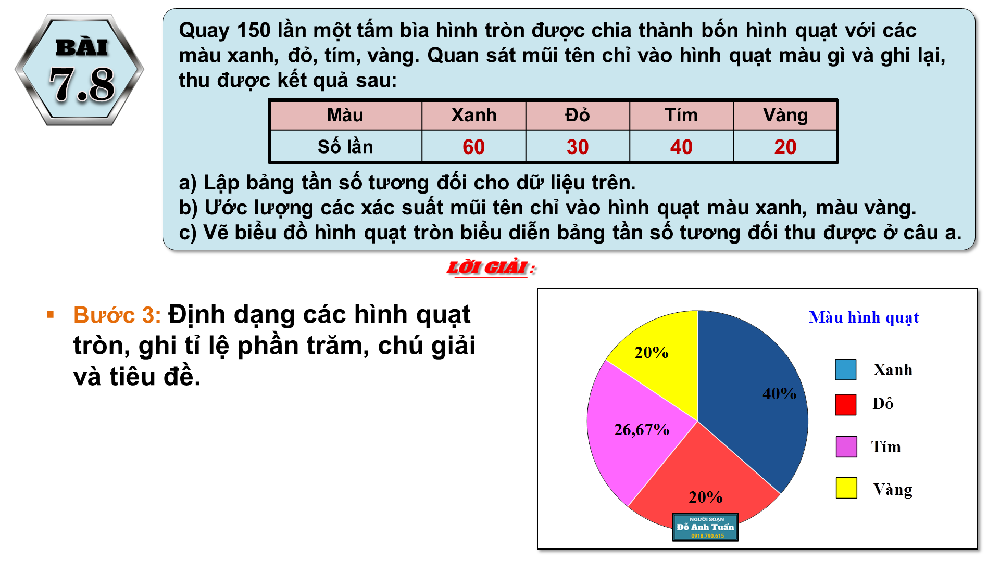 BÀI
7.8
Quay 150 lần một tấm bìa hình tròn được chia thành bốn hình quạt với các
màu xanh, đỏ, tím, vàng. Quan sát mũi tên chỉ vào hình quạt màu gì và ghi lại,
thu được kết quả sau:
Màu Xanh Đỏ Tím Vàng
Số lần 60 30 40 20
a) Lập bảng tần số tương đối cho dữ liệu trên.
b) Ước lượng các xác suất mũi tên chỉ vào hình quạt màu xanh, màu vàng.
c) Vẽ biểu đồ hình quạt tròn biểu diễn bảng tần số tương đối thu được ở câu a.
LỜI GIẢI :
▪ Bước 3: Định dạng các hình quạt
tròn, ghi tỉ lệ phần trăm, chú giải
và tiêu đề.
Màu hình quạt
20%
40%
26,67%
20%
Xanh
Đỏ
Tím
Vàng
NGƯỜI SOẠN
Đỗ Anh Tuấn
0918.790.615